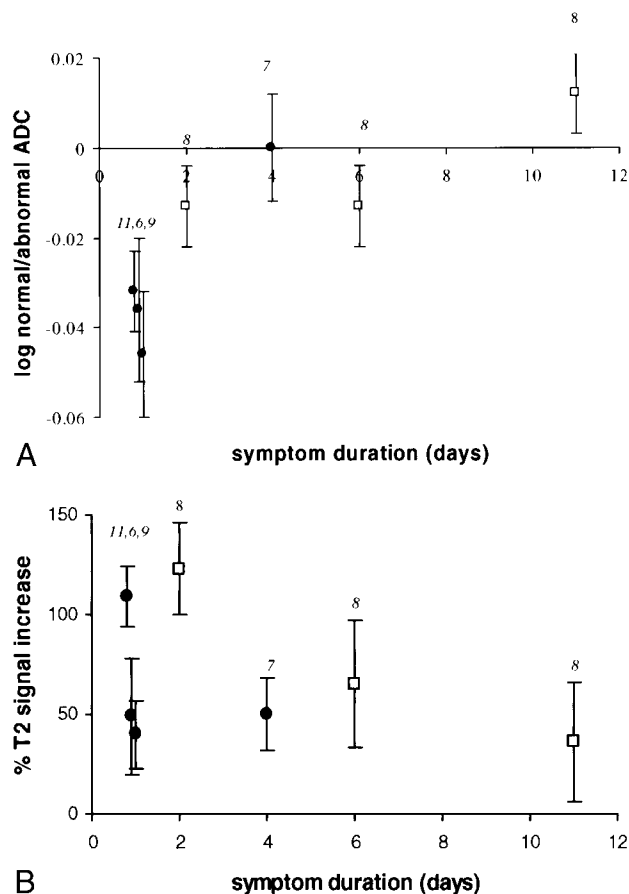 8
0.02
7
8
8
0
0 2 4 6 8 10 12
11,6,9
-0.02
-0.04
-0.06
log normal/abnormal ADC
A
symptom duration (days)
150
11,6,9
8
8
7
8
100
50
0
% T2 signal increase
0 2 4 6 8 10 12
B
symptom duration (days)